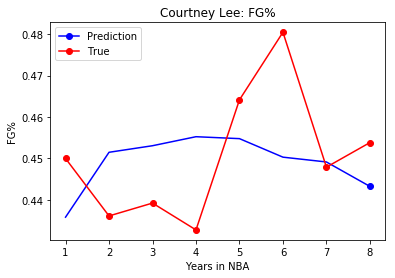 Courtney Lee: FG%
Prediction
True
FG%
0.48
0.47
0.46
0.45
0.44
1 2 3 4 5 6 7 8
Years in NBA